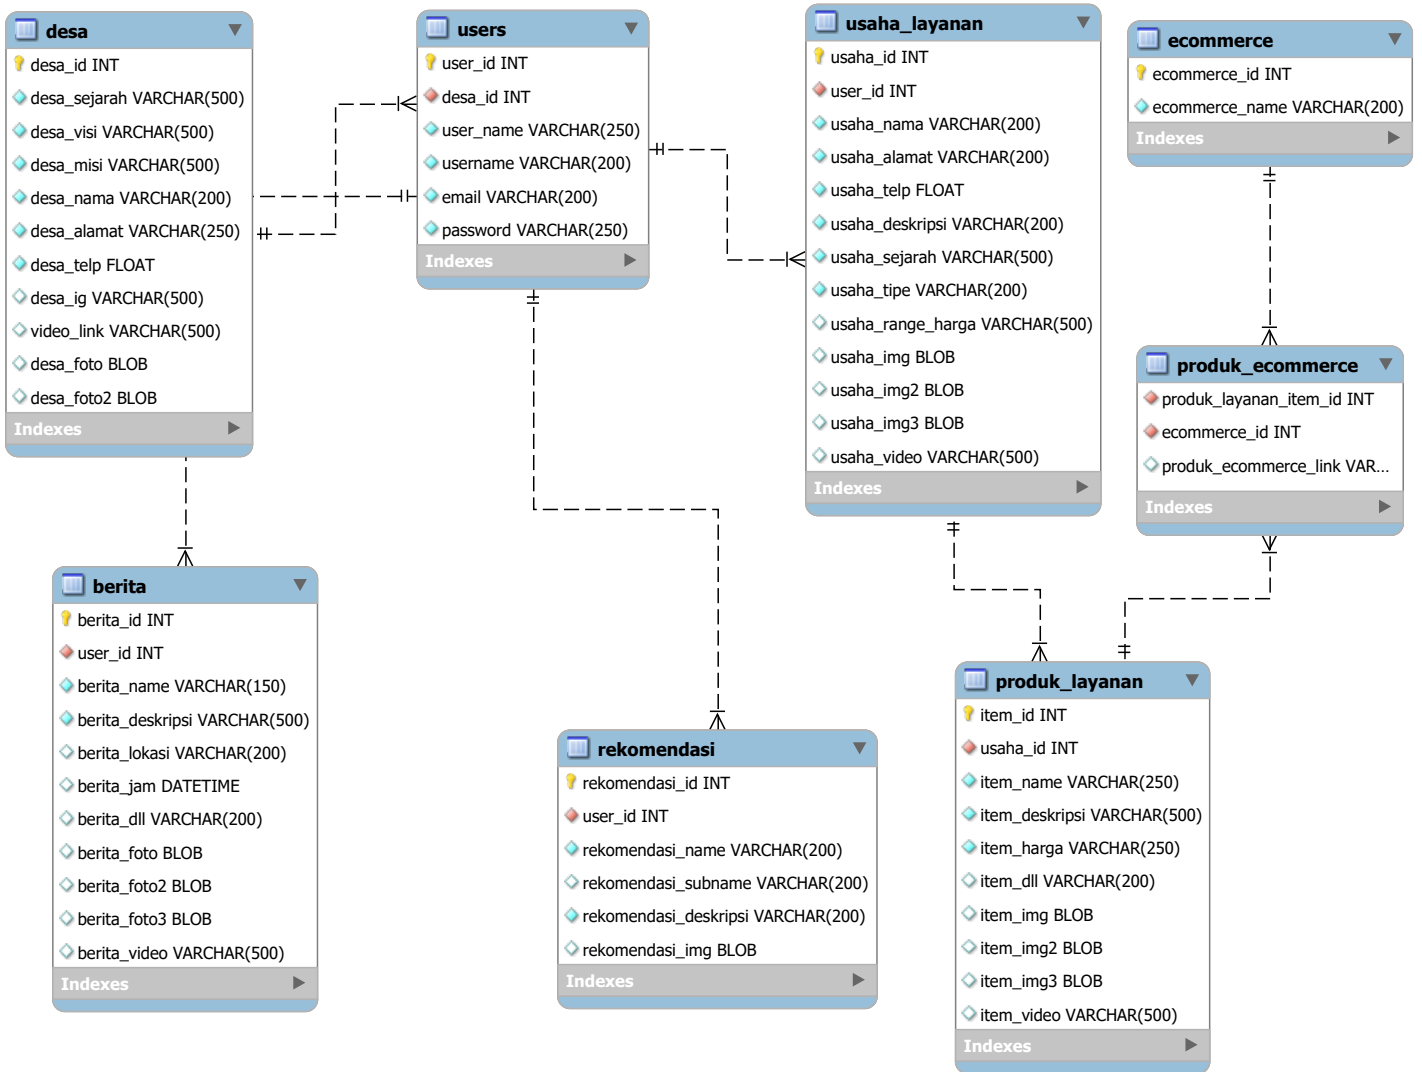 desa
desa_id INT
desa_sejarah VARCHAR(500)
desa_visi VARCHAR(500)
desa_misi VARCHAR(500)
desa_nama VARCHAR(200)
desa_alamat VARCHAR(250)
desa_telp FLOAT
desa_ig VARCHAR(500)
video_link VARCHAR(500)
desa_foto BLOB
desa_foto2 BLOB
Indexes
users
user_id INT
desa_id INT
user_name VARCHAR(250)
username VARCHAR(200)
email VARCHAR(200)
password VARCHAR(250)
Indexes
usaha_layanan
usaha_id INT
user_id INT
usaha_nama VARCHAR(200)
usaha_alamat VARCHAR(200)
usaha_telp FLOAT
usaha_deskripsi VARCHAR(200)
usaha_sejarah VARCHAR(500)
usaha_tipe VARCHAR(200)
usaha_range_harga VARCHAR(500)
usaha_img BLOB
usaha_img2 BLOB
usaha_img3 BLOB
usaha_video VARCHAR(500)
Indexes
ecommerce
ecommerce_id INT
ecommerce_name VARCHAR(200)
Indexes
produk_ecommerce
produk_layanan_item_id INT
ecommerce_id INT
produk_ecommerce_link VAR...
Indexes
berita
berita_id INT
user_id INT
berita_name VARCHAR(150)
berita_deskripsi VARCHAR(500)
berita_lokasi VARCHAR(200)
berita_jam DATETIME
berita_dll VARCHAR(200)
berita_foto BLOB
berita_foto2 BLOB
berita_foto3 BLOB
berita_video VARCHAR(500)
Indexes
rekomendasi
rekomendasi_id INT
user_id INT
rekomendasi_name VARCHAR(200)
rekomendasi_subname VARCHAR(200)
rekomendasi_deskripsi VARCHAR(200)
rekomendasi_img BLOB
Indexes
produk_layanan
item_id INT
usaha_id INT
item_name VARCHAR(250)
item_deskripsi VARCHAR(500)
item_harga VARCHAR(250)
item_dll VARCHAR(200)
item_img BLOB
item_img2 BLOB
item_img3 BLOB
item_video VARCHAR(500)
Indexes